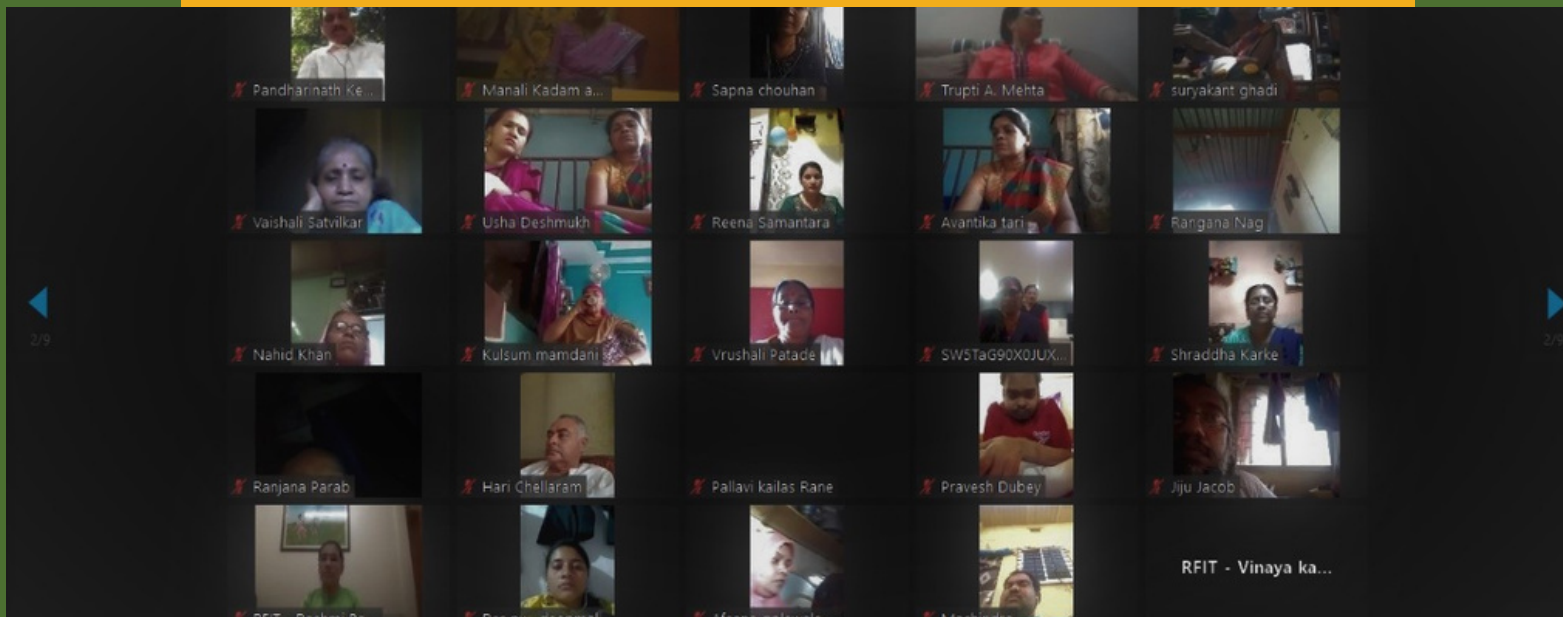 Pandharinath Ke...
Manali Kadam a...
Sapna chouhan
Trupti A. Mehta
suryakant ghadi
Vaishali Satvilkar
Usha Deshmukh
Reena Samantara
Avantika tari
Rangana Nag
2/9
2/9
Nahid Khan
Kulsum mamdani
Vrushali Patade
SW5TaG90X0JUX...
Shraddha Karke
Ranjana Parab
Hari Chellaram
Pallavi kailas Rane
Pravesh Dubey
Jiju Jacob
RFIT - Vinaya ka...